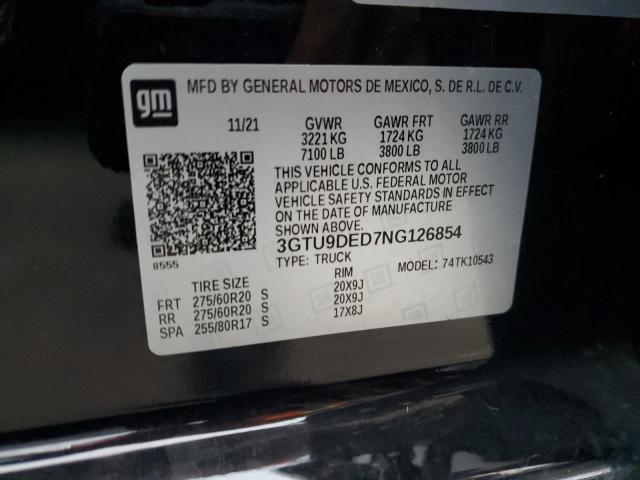 gm
MFD BY GENERAL MOTORS DE MEXICO, S. DE R.L. DE C.V.
11/21 GVWR GAWR FRT GAWR RR
3221 KG 1724 KG 1724 KG
7100 LB 3800 LB 3800 LB
THIS VEHICLE CONFORMS TO ALL
APPLICABLE U.S. FEDERAL MOTOR
VEHICLE SAFETY STANDARDS IN EFFECT
ON THE DATE OF MANUFACTURE
SHOWN ABOVE.
8555
3GTU9DED7NG126854
TYPE: TRUCK MODEL: 74TK10543
TIRE SIZE RIM
FRT 275/60R20 S 20X9J
RR 275/60R20 S 20X9J
SPA 255/80R17 S 17X8J